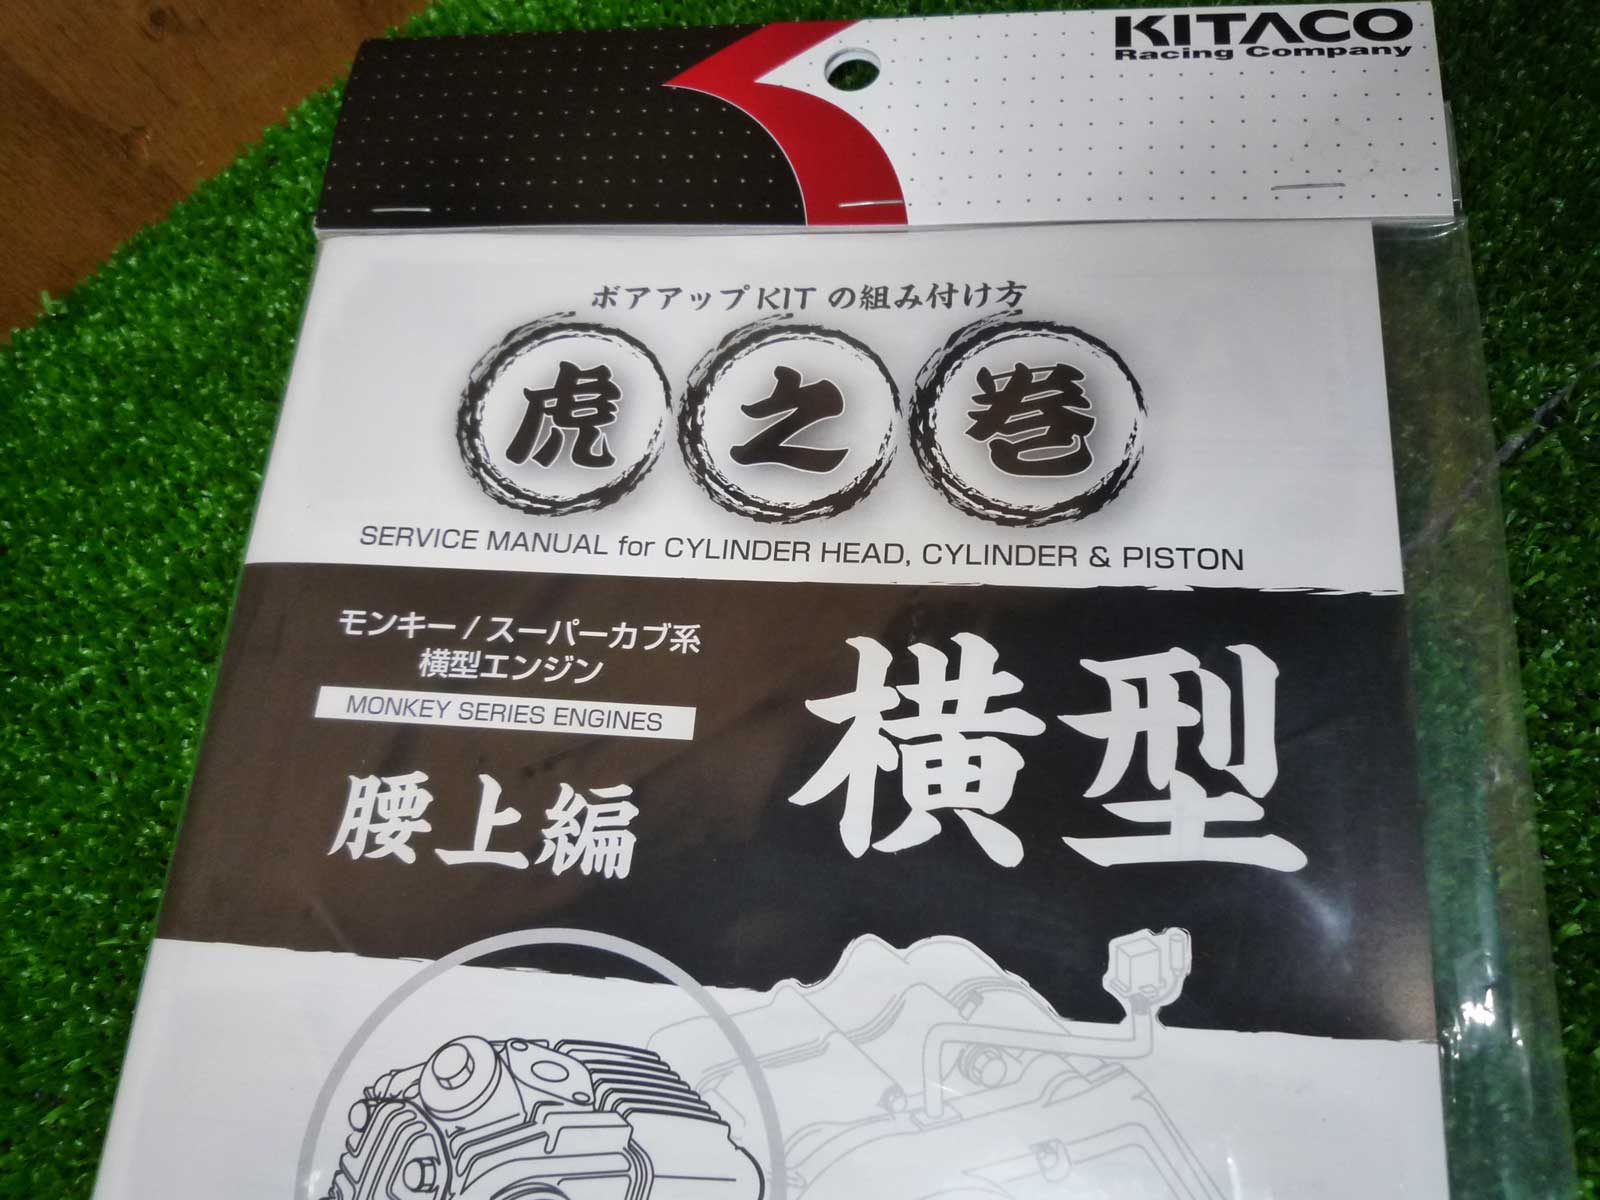 KITACO
Racing Company
ボアアップKITの組み付け方
虎之巻
SERVICE MANUAL for CYLINDER HEAD, CYLINDER & PISTON
モンキー/スーパーカブ系
横型エンジン
MONKEY SERIES ENGINES
横型
腰上編